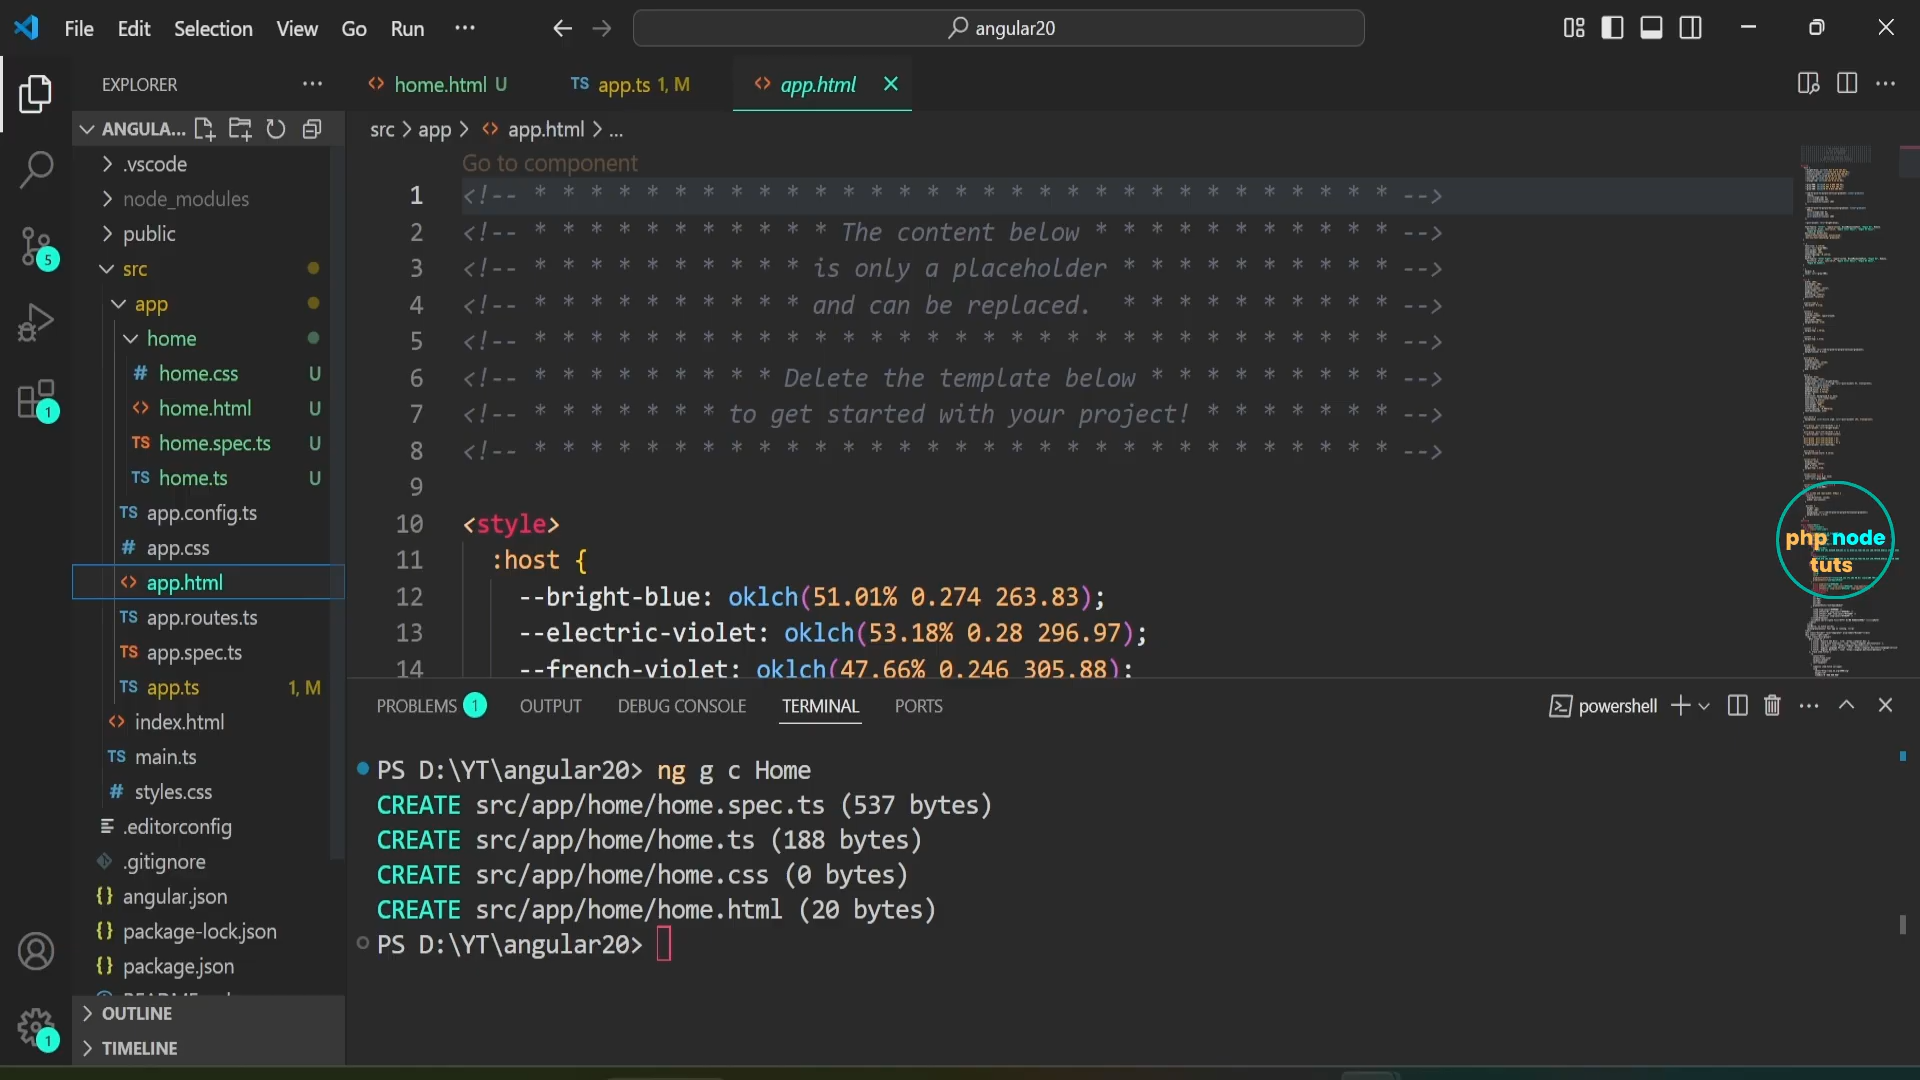 File Edit Selection View Go Run ···
angular20
EXPLORER
ANGULA...
.vscode
node_modules
public
src
app
home
# home.css U
<> home.html U
TS home.spec.ts U
TS home.ts U
TS app.config.ts
# app.css
<> app.html
TS app.routes.ts
TS app.spec.ts
TS app.ts 1, M
<> index.html
TS main.ts
# styles.css
.editorconfig
.gitignore
{} angular.json
{} package-lock.json
{} package.json
OUTLINE
TIMELINE
5
1
1
<> home.html U
TS app.ts 1, M
<> app.html
src > app > <> app.html > ...
Go to component
1 <!-- * * * * * * * * * * * * * * * * * * * * * * * * * * * * * * * -->
2 <!-- * * * * * * * * * * * The content below * * * * * * * * * * * -->
3 <!-- * * * * * * * * * * is only a placeholder * * * * * * * * * * -->
4 <!-- * * * * * * * * * * and can be replaced.  * * * * * * * * * * -->
5 <!-- * * * * * * * * * * * * * * * * * * * * * * * * * * * * * * * -->
6 <!-- * * * * * * * * * Delete the template below * * * * * * * * * -->
7 <!-- * * * * * * * to get started with your project! * * * * * * * -->
8 <!-- * * * * * * * * * * * * * * * * * * * * * * * * * * * * * * * -->
9
10 <style>
11 :host {
12 --bright-blue: oklch(51.01% 0.274 263.83);
13 --electric-violet: oklch(53.18% 0.28 296.97);
14 --french-violet: oklch(47.66% 0.246 305.88);
php node
tuts
PROBLEMS 1 OUTPUT DEBUG CONSOLE TERMINAL PORTS
powershell
PS D:\YT\angular20> ng g c Home
CREATE src/app/home/home.spec.ts (537 bytes)
CREATE src/app/home/home.ts (188 bytes)
CREATE src/app/home/home.css (0 bytes)
CREATE src/app/home/home.html (20 bytes)
PS D:\YT\angular20>